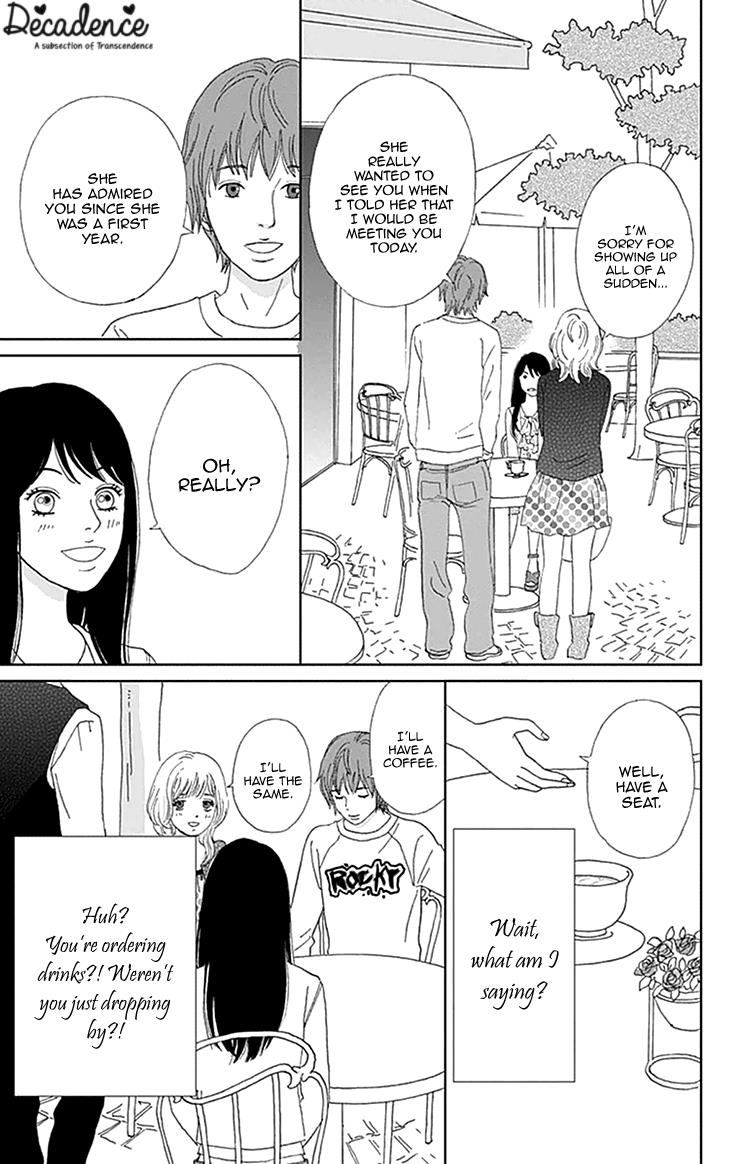 Decadence
A subsection of Transcendence
I'M
SORRY FOR
SHOWING UP
ALL OF A
SUDDEN...
SHE
REALLY
WANTED TO
SEE YOU WHEN
I TOLD HER THAT
I WOULD BE
MEETING YOU
TODAY.
SHE
HAS ADMIRED
YOU SINCE SHE
WAS A FIRST
YEAR.
OH,
REALLY?
WELL,
HAVE A
SEAT.
Wait,
what am I
saying?
I'LL
HAVE A
COFFEE.
I'LL
HAVE THE
SAME.
ROCKY
Huh?
You're ordering
drinks?! Weren't
you just dropping
by?!